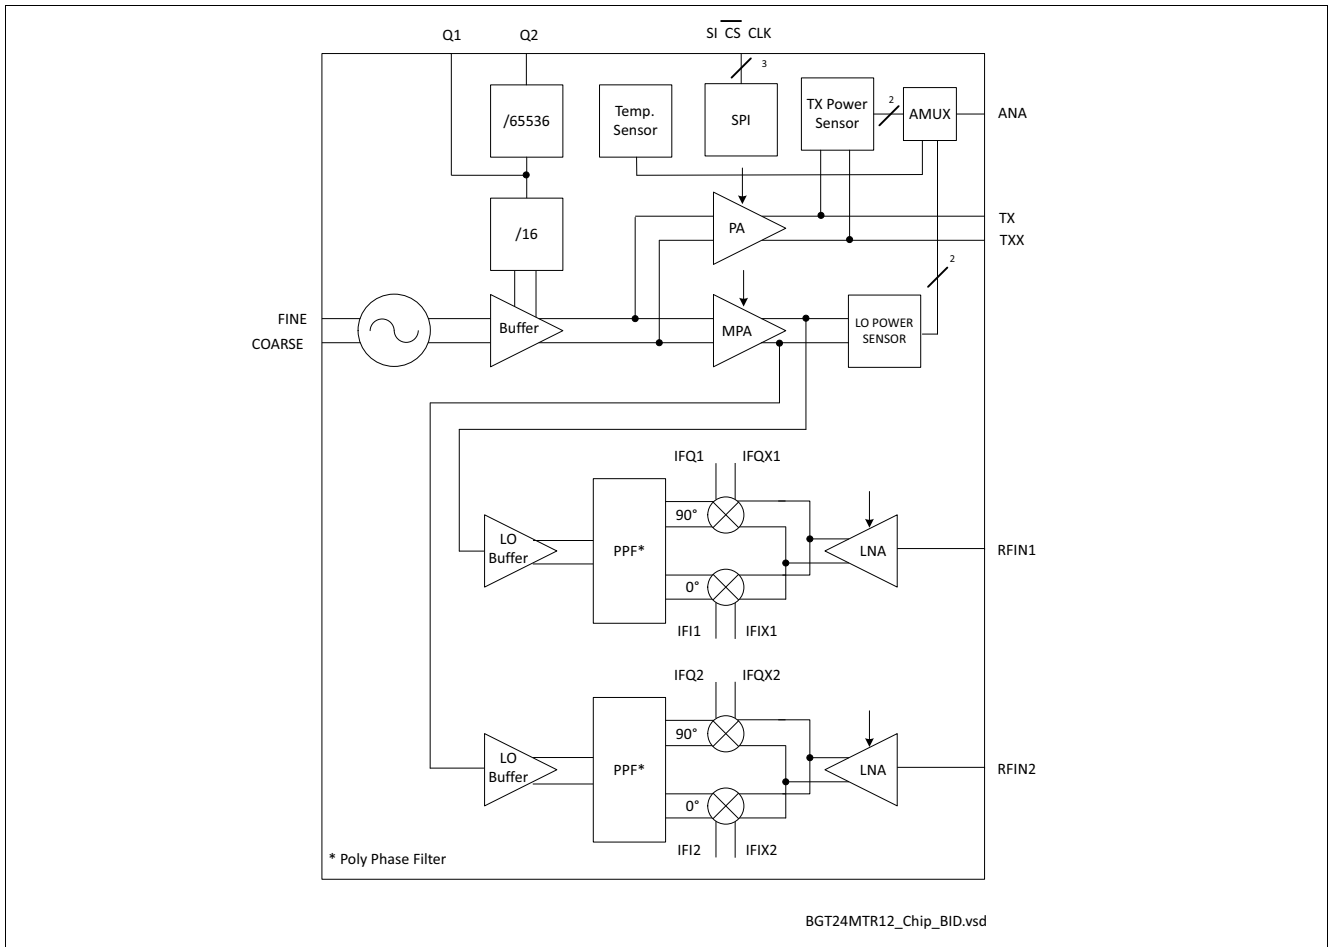 Q1
Q2
SI CS CLK
3
/65536
Temp.
Sensor
SPI
TX Power
Sensor
2
AMUX
ANA
/16
PA
TX
TXX
2
FINE
COARSE
Buffer
MPA
LO POWER
SENSOR
IFQ1
IFQX1
LO
Buffer
PPF*
90°
0°
LNA
RFIN1
IFI1
IFIX1
IFQ2
IFQX2
LO
Buffer
PPF*
90°
0°
LNA
RFIN2
IFI2
IFIX2
* Poly Phase Filter
BGT24MTR12_Chip_BID.vsd